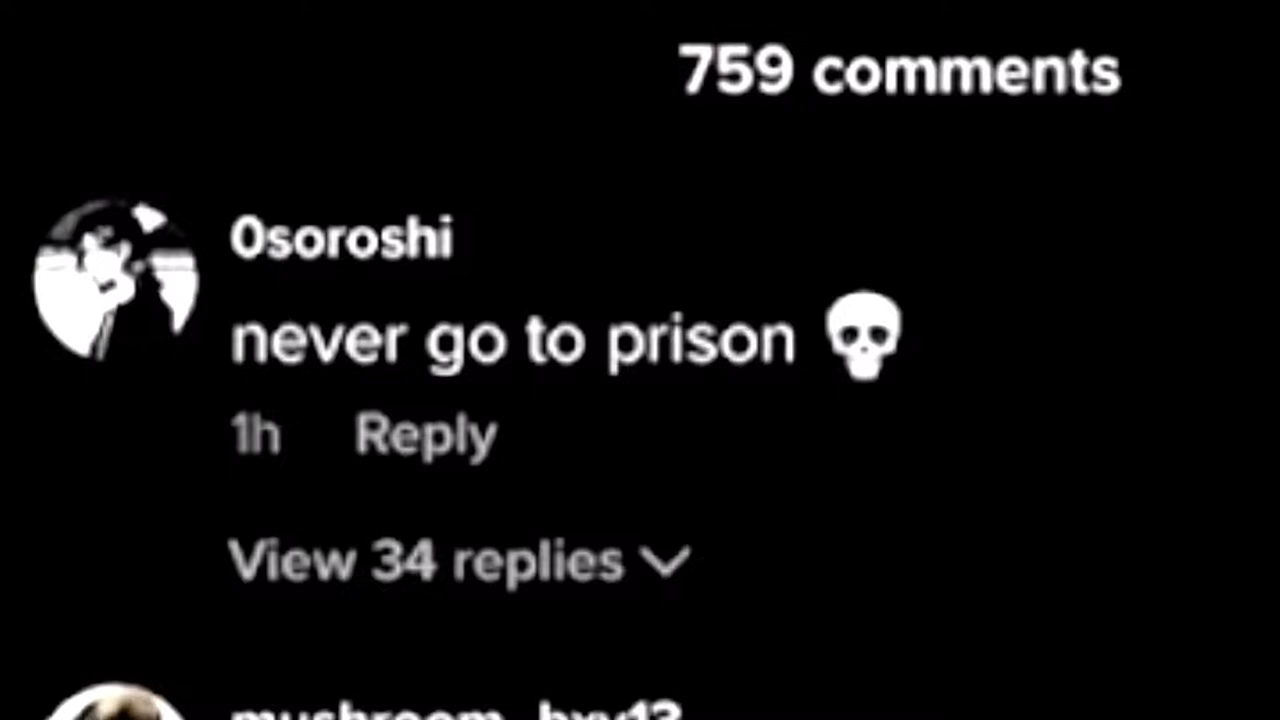 759 comments
0soroshi
never go to prison 💀
1h Reply
View 34 replies